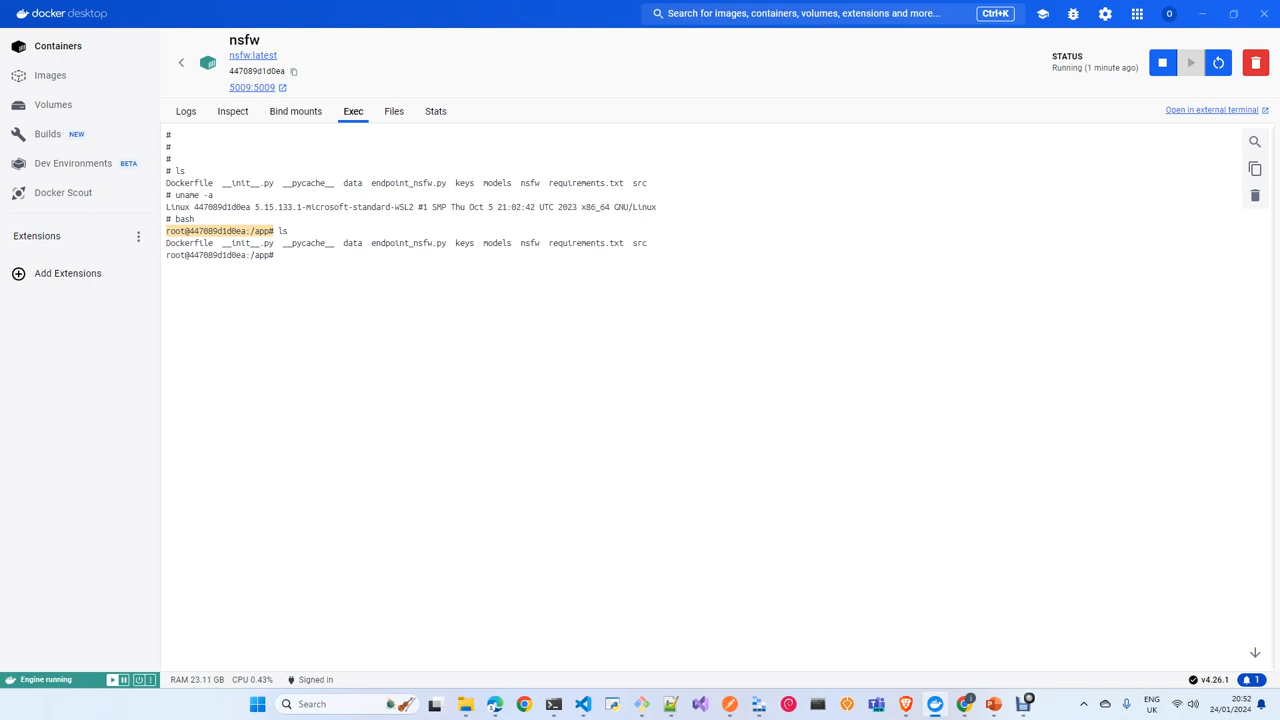 docker desktop
Search for images, containers, volumes, extensions and more...
Ctrl+K
Containers
Images
Volumes
Builds NEW
Dev Environments BETA
Docker Scout
Extensions
Add Extensions
nsfw
nsfw:latest
447089d1d0ea
5009:5009
STATUS
Running (1 minute ago)
Logs Inspect Bind mounts Exec Files Stats
Open in external terminal
#
#
#
# ls
Dockerfile __init__.py __pycache__ data endpoint_nsfw.py keys models nsfw requirements.txt src
# uname -a
Linux 447089d1d0ea 5.15.133.1-microsoft-standard-WSL2 #1 SMP Thu Oct 5 21:02:42 UTC 2023 x86_64 GNU/Linux
# bash
root@447089d1d0ea:/app# ls
Dockerfile __init__.py __pycache__ data endpoint_nsfw.py keys models nsfw requirements.txt src
root@447089d1d0ea:/app#
Engine running
RAM 23.11 GB CPU 0.43% Signed in
v4.26.1
1
Search
ENG
UK
20:52
24/01/2024